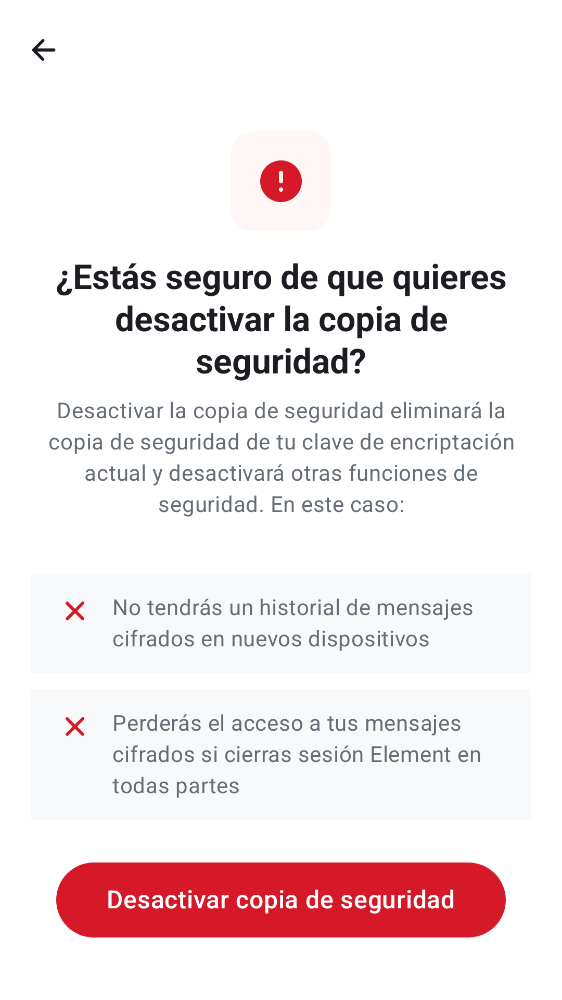 ¿Estás seguro de que quieres
desactivar la copia de
seguridad?
Desactivar la copia de seguridad eliminará la
copia de seguridad de tu clave de encriptación
actual y desactivará otras funciones de
seguridad. En este caso:
No tendrás un historial de mensajes
cifrados en nuevos dispositivos
Perderás el acceso a tus mensajes
cifrados si cierras sesión Element en
todas partes
Desactivar copia de seguridad